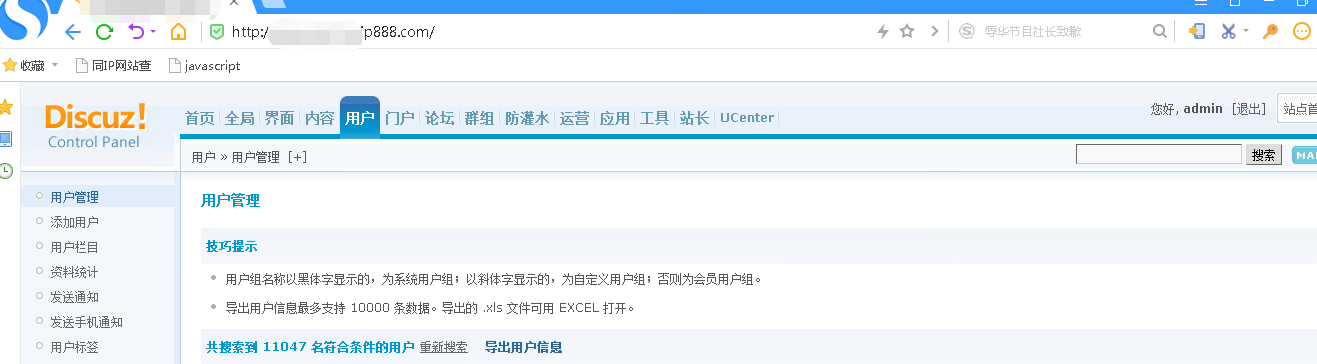 http:// p888.com/
辱华节目社长致歉
收藏 同IP网站查 javascript
Discuz!
Control Panel
首页 全局 界面 内容 用户 门户 论坛 群组 防灌水 运营 应用 工具 站长 UCenter
您好, admin [退出] 站点首
用户 » 用户管理 [+]
搜索 MA
用户管理
添加用户
用户栏目
资料统计
发送通知
发送手机通知
用户标签
用户管理
技巧提示
用户组名称以黑体字显示的，为系统用户组；以斜体字显示的，为自定义用户组；否则为会员用户组。
导出用户信息最多支持 10000 条数据。导出的 .xls 文件可用 EXCEL 打开。
共搜索到 11047 名符合条件的用户 重新搜索 导出用户信息